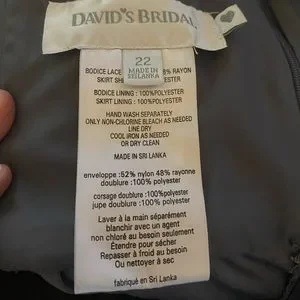 DAVID'S BRIDAL
22
MADE IN
SRI LANKA
BODICE LACE 8% RAYON
SKIRT SHE
BODICE LINING : 100%POLYESTER
SKIRT LINING : 100%POLYESTER
HAND WASH SEPARATELY
ONLY NON-CHLORINE BLEACH AS NEEDED
LINE DRY
COOL IRON AS NEEDED
OR DRY CLEAN
MADE IN SRI LANKA
enveloppe :52% nylon 48% rayonne
doublure :100% polyester
corsage doublure :100% polyester
jupe doublure :100% polyester
Laver à la main séparément
blanchir avec un agent
non chloré au besoin seulement
Étendre pour sécher
Repasser à froid au besoin
Ou nettoyer à sec
fabriqué en Sri Lanka